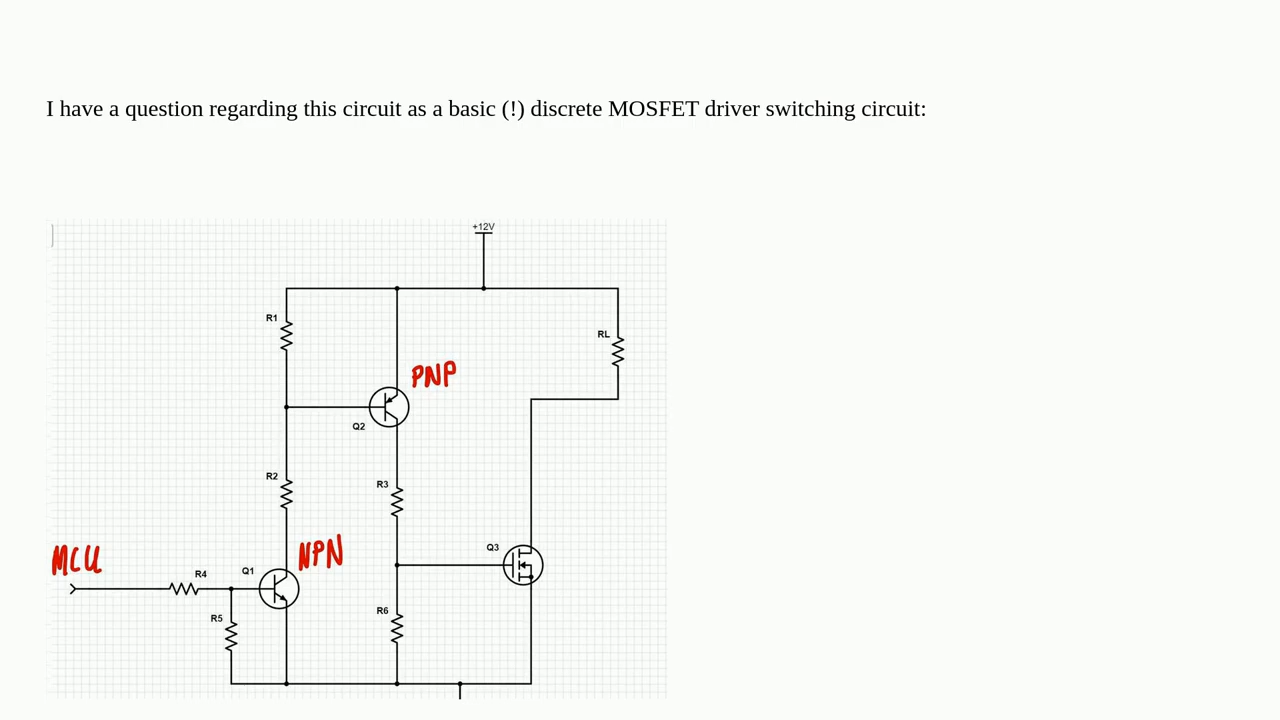 I have a question regarding this circuit as a basic (!) discrete MOSFET driver switching circuit:
+12V
R1
RL
PNP
Q2
R2
R3
NPN
Q3
MCU
R4
Q1
R6
R5